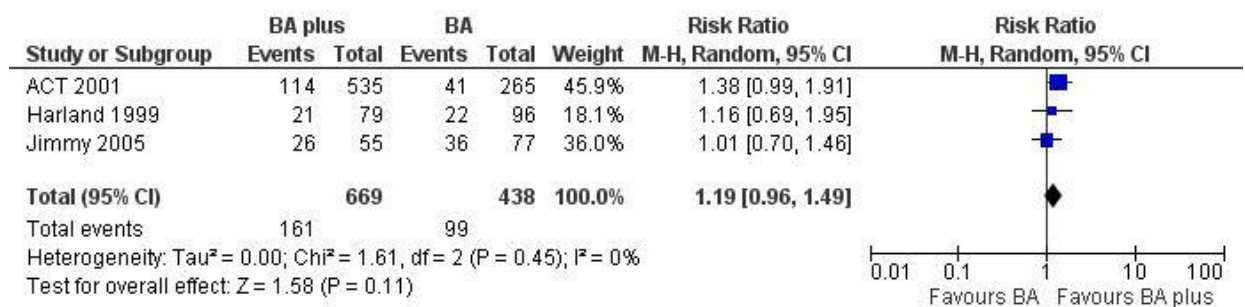 BA plus BA Risk Ratio Risk Ratio
Study or Subgroup Events Total Events Total Weight M-H, Random, 95% CI M-H, Random, 95% CI
ACT 2001 114 535 41 265 45.9% 1.38 [0.99, 1.91]
Harland 1999 21 79 22 96 18.1% 1.16 [0.69, 1.95]
Jimmy 2005 26 55 36 77 36.0% 1.01 [0.70, 1.46]
Total (95% CI) 669 438 100.0% 1.19 [0.96, 1.49]
Total events 161 99
Heterogeneity: Tau² = 0.00; Chi² = 1.61, df = 2 (P = 0.45); I² = 0%
Test for overall effect: Z = 1.58 (P = 0.11)
0.01 0.1 1 10 100
Favours BA Favours BA plus